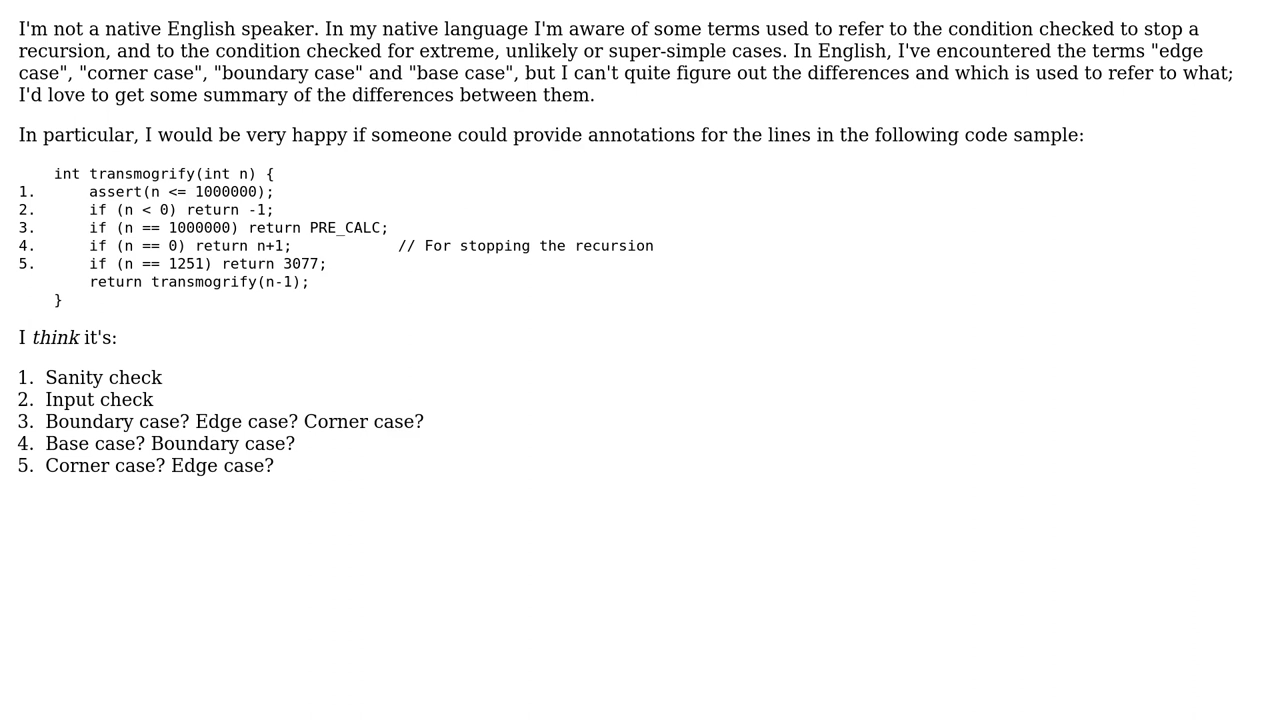 I'm not a native English speaker. In my native language I'm aware of some terms used to refer to the condition checked to stop a
recursion, and to the condition checked for extreme, unlikely or super-simple cases. In English, I've encountered the terms "edge
case", "corner case", "boundary case" and "base case", but I can't quite figure out the differences and which is used to refer to what;
I'd love to get some summary of the differences between them.
In particular, I would be very happy if someone could provide annotations for the lines in the following code sample:
    int transmogrify(int n) {
1.      assert(n <= 1000000);
2.      if (n < 0) return -1;
3.      if (n == 1000000) return PRE_CALC;
4.      if (n == 0) return n+1;            // For stopping the recursion
5.      if (n == 1251) return 3077;
        return transmogrify(n-1);
    }
I think it's:
1. Sanity check
2. Input check
3. Boundary case? Edge case? Corner case?
4. Base case? Boundary case?
5. Corner case? Edge case?